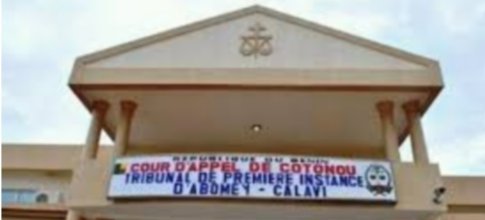 REPUBLIQUE DU BENIN
COUR D'APPEL DE COTONOU
TRIBUNAL DE PREMIERE INSTANCE
D'ABOMEY - CALAVI